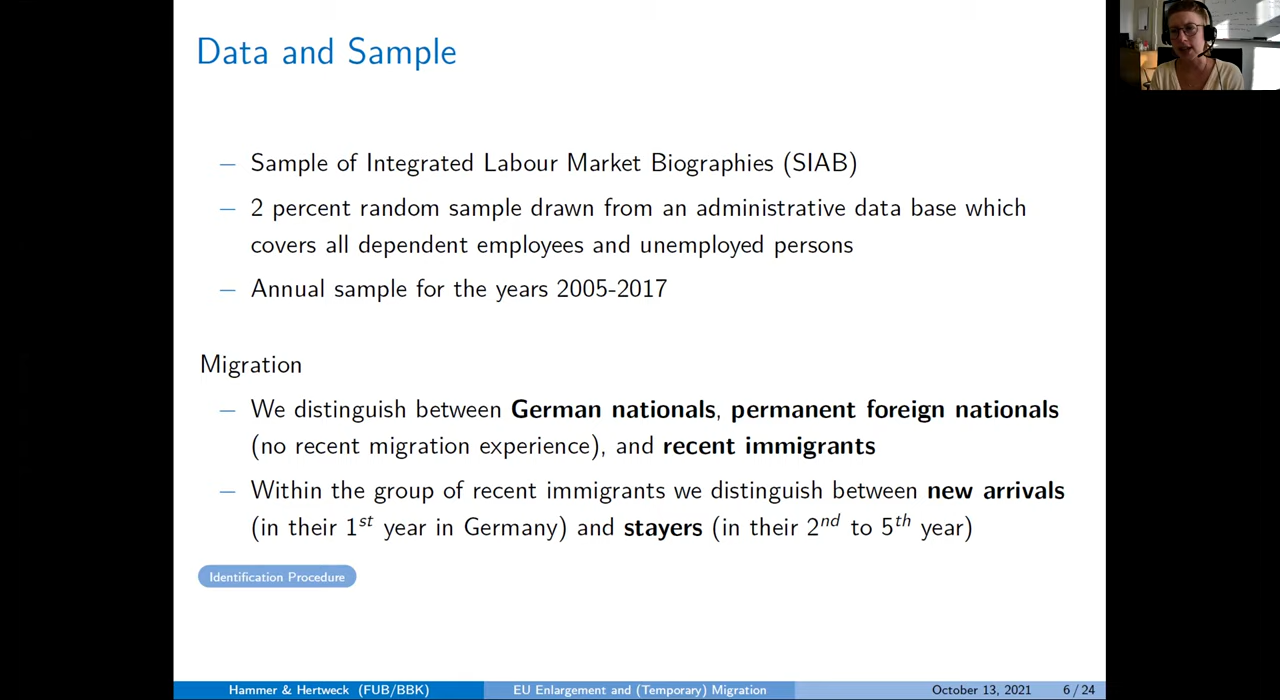 Data and Sample
– Sample of Integrated Labour Market Biographies (SIAB)
– 2 percent random sample drawn from an administrative data base which
covers all dependent employees and unemployed persons
– Annual sample for the years 2005-2017
Migration
– We distinguish between German nationals, permanent foreign nationals
(no recent migration experience), and recent immigrants
– Within the group of recent immigrants we distinguish between new arrivals
(in their 1st year in Germany) and stayers (in their 2nd to 5th year)
Identification Procedure
Hammer & Hertweck (FUB/BBK) EU Enlargement and (Temporary) Migration October 13, 2021 6 / 24